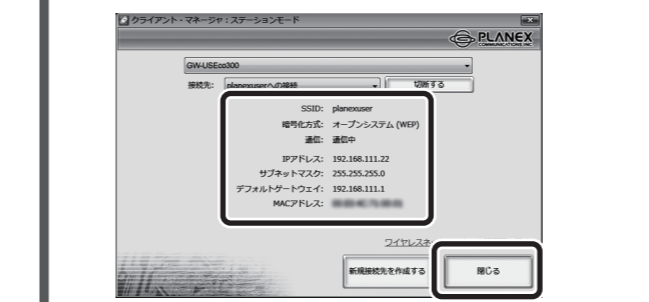 クライアント・マネージャ：ステーションモード
PLANEX
COMMUNICATIONS INC.
GW-USEco300
接続先: planexuserへの接続 切断する
SSID: planexuser
暗号化方式: オープンシステム (WEP)
通信: 通信中
IPアドレス: 192.168.111.22
サブネットマスク: 255.255.255.0
デフォルトゲートウェイ: 192.168.111.1
MACアドレス:
ワイヤレスネ
新規接続先を作成する 閉じる